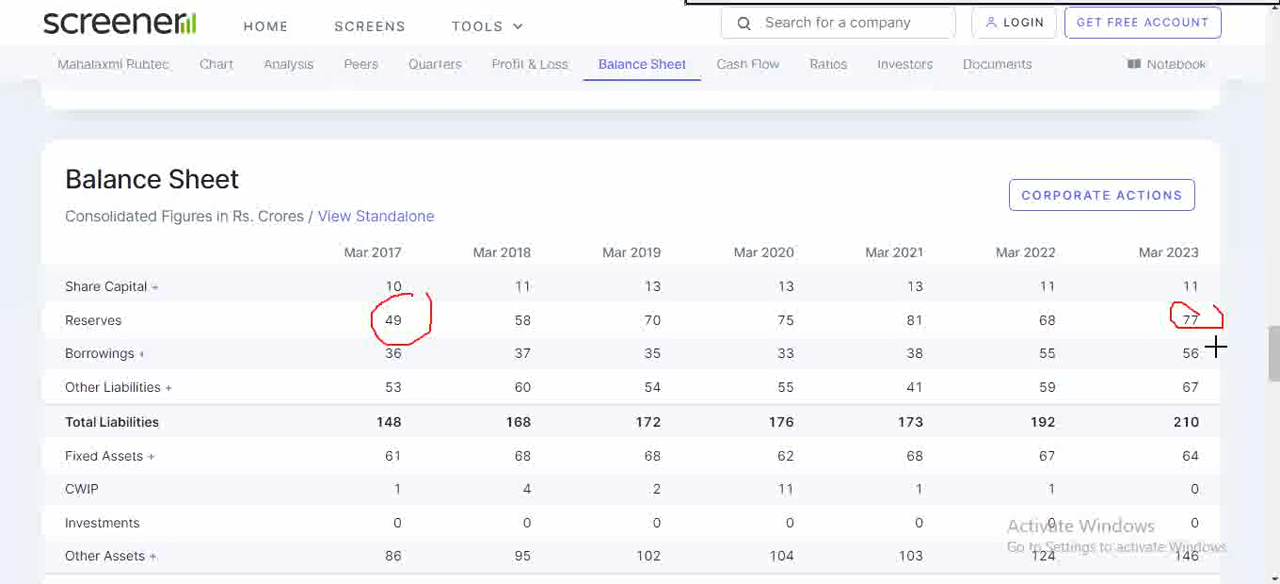 screener
HOME SCREENS TOOLS
Search for a company
LOGIN
GET FREE ACCOUNT
Mahalaxmi Rubtec Chart Analysis Peers Quarters Profit & Loss Balance Sheet Cash Flow Ratios Investors Documents Notebook
Balance Sheet
CORPORATE ACTIONS
Consolidated Figures in Rs. Crores / View Standalone
Mar 2017 Mar 2018 Mar 2019 Mar 2020 Mar 2021 Mar 2022 Mar 2023
Share Capital + 10 11 13 13 13 11 11
Reserves 49 58 70 75 81 68 77
Borrowings + 36 37 35 33 38 55 56
Other Liabilities + 53 60 54 55 41 59 67
Total Liabilities 148 168 172 176 173 192 210
Fixed Assets + 61 68 68 62 68 67 64
CWIP 1 4 2 11 1 1 0
Investments 0 0 0 0 0 0 0
Other Assets + 86 95 102 104 103 124 146
Activate Windows
Go to Settings to activate Windows.